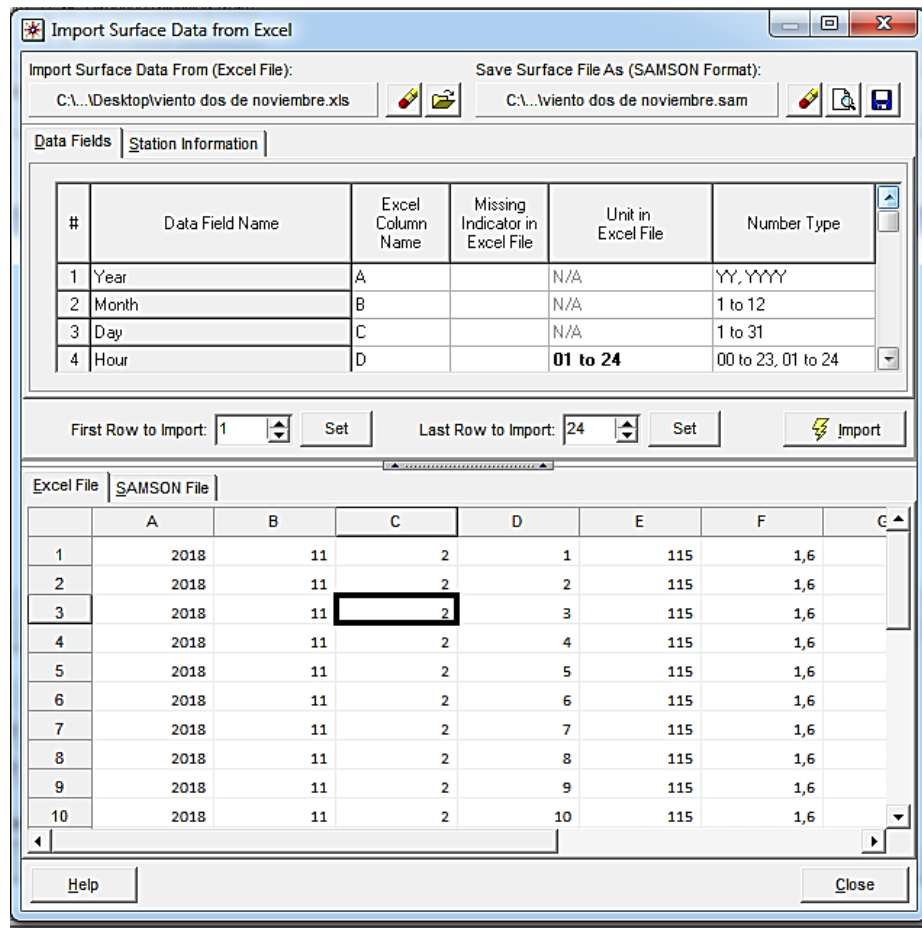 Import Surface Data from Excel
Import Surface Data From (Excel File): Save Surface File As (SAMSON Format):
C:\...\Desktop\viento dos de noviembre.xls C:\...\viento dos de noviembre.sam
Data Fields Station Information
# Data Field Name Excel Column Name Missing Indicator in Excel File Unit in Excel File Number Type
1 Year A N/A YY, YYYY
2 Month B N/A 1 to 12
3 Day C N/A 1 to 31
4 Hour D 01 to 24 00 to 23, 01 to 24
First Row to Import: 1 Set Last Row to Import: 24 Set Import
Excel File SAMSON File
A B C D E F G
1 2018 11 2 1 115 1,6
2 2018 11 2 2 115 1,6
3 2018 11 2 3 115 1,6
4 2018 11 2 4 115 1,6
5 2018 11 2 5 115 1,6
6 2018 11 2 6 115 1,6
7 2018 11 2 7 115 1,6
8 2018 11 2 8 115 1,6
9 2018 11 2 9 115 1,6
10 2018 11 2 10 115 1,6
Help Close